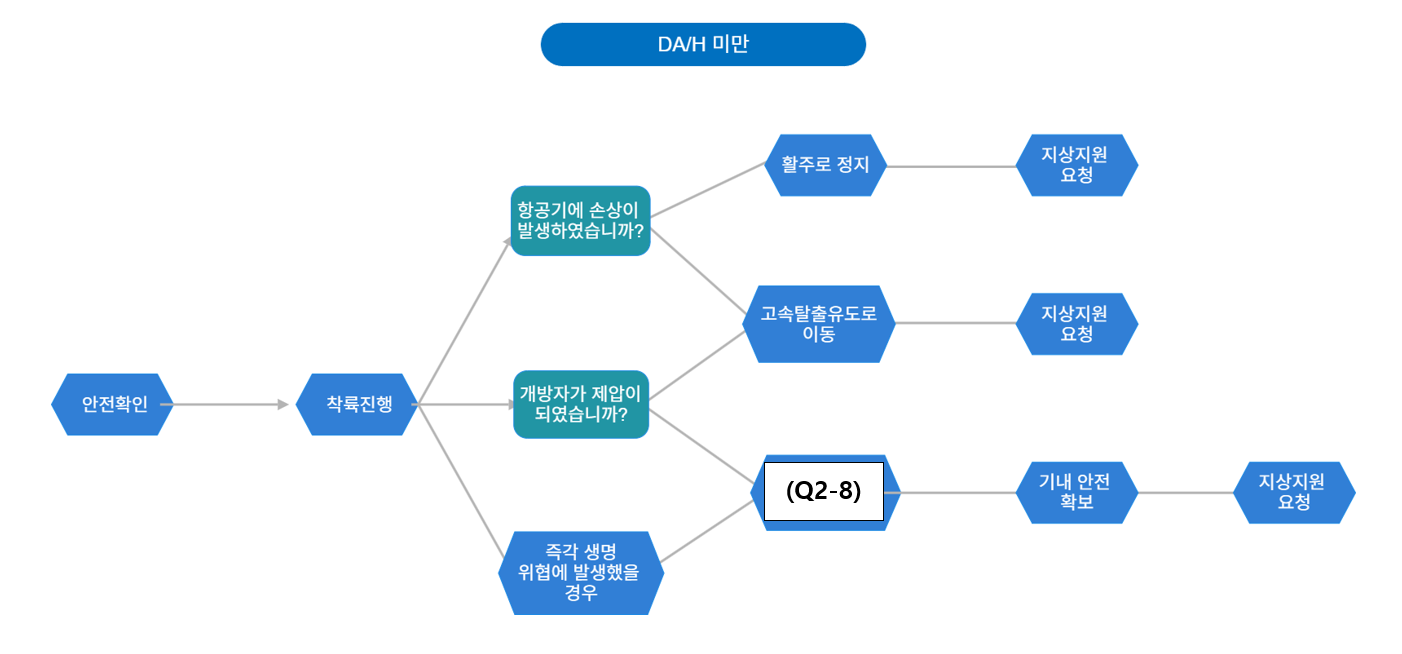 DA/H 미만
활주로 정지
지상지원
요청
항공기에 손상이
발생하였습니까?
고속탈출유도로
이동
지상지원
요청
안전확인
착륙진행
개방자가 제압이
되였습니까?
(Q2-8)
기내 안전
확보
지상지원
요청
즉각 생명
위협에 발생했을
경우